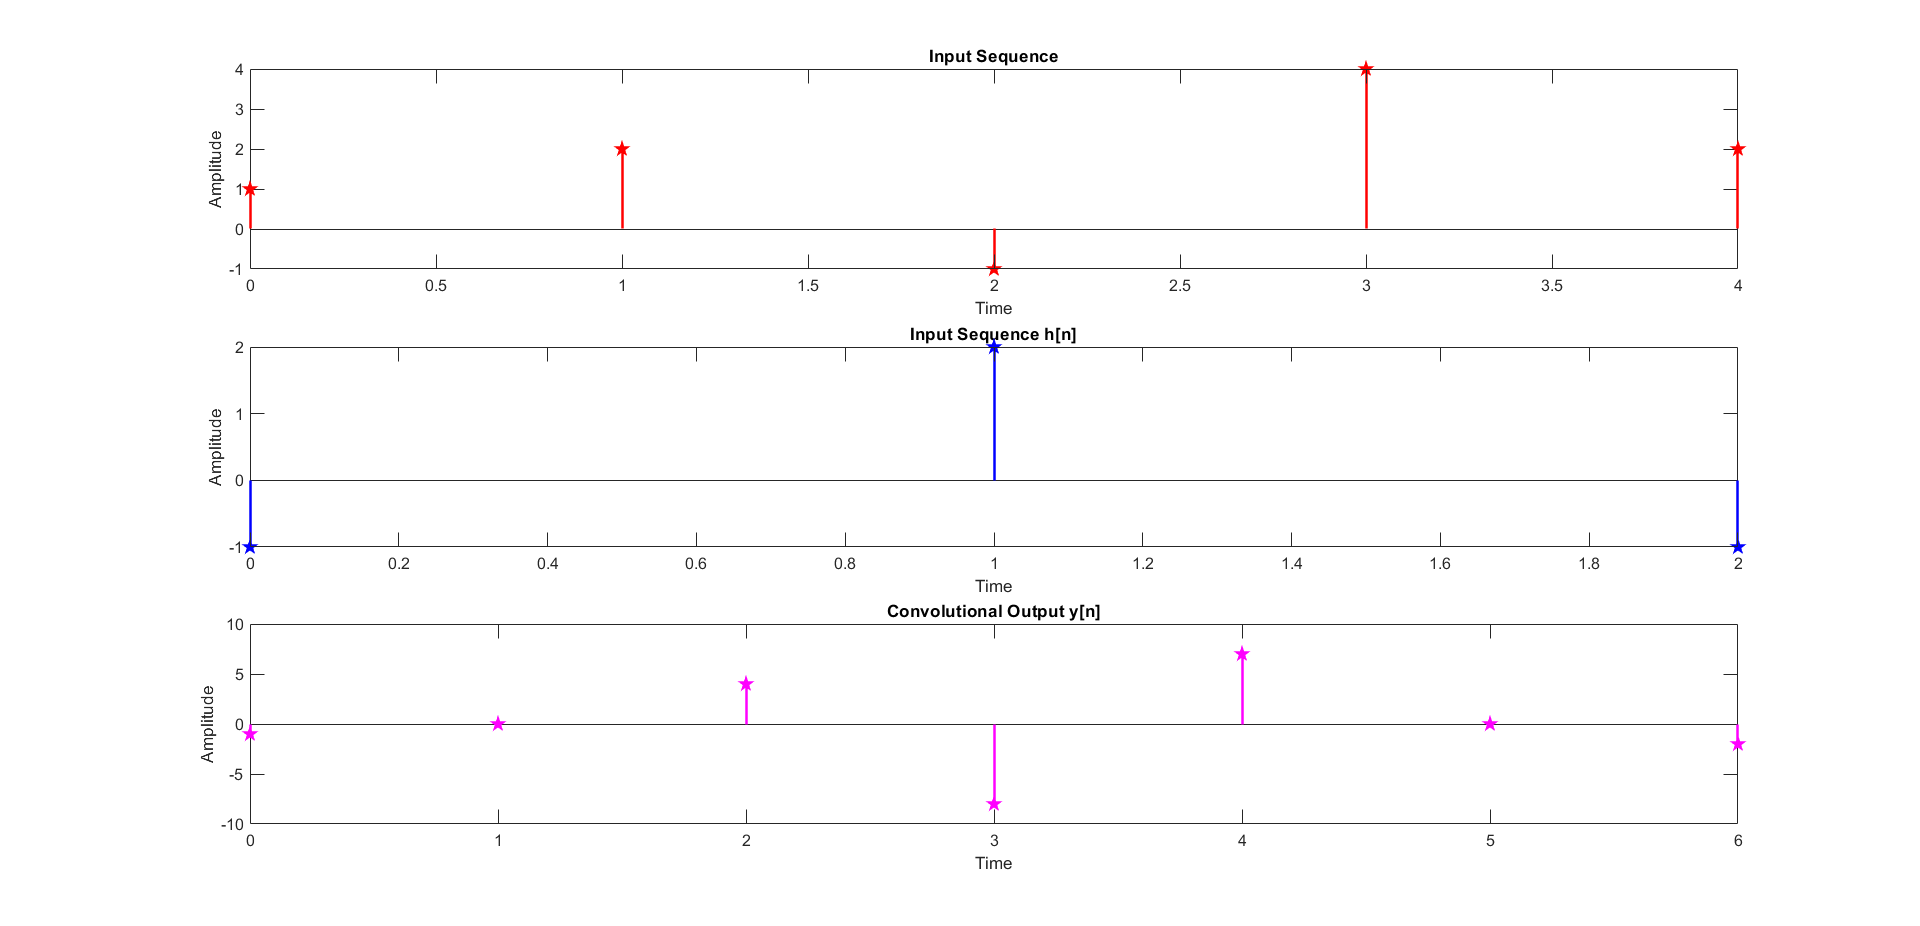 Input Sequence
4
3
2
1
0
-1
Amplitude
0 0.5 1 1.5 2 2.5 3 3.5 4
Time
Input Sequence h[n]
2
1
0
-1
Amplitude
0 0.2 0.4 0.6 0.8 1 1.2 1.4 1.6 1.8 2
Time
Convolutional Output y[n]
10
5
0
-5
-10
Amplitude
0 1 2 3 4 5 6
Time